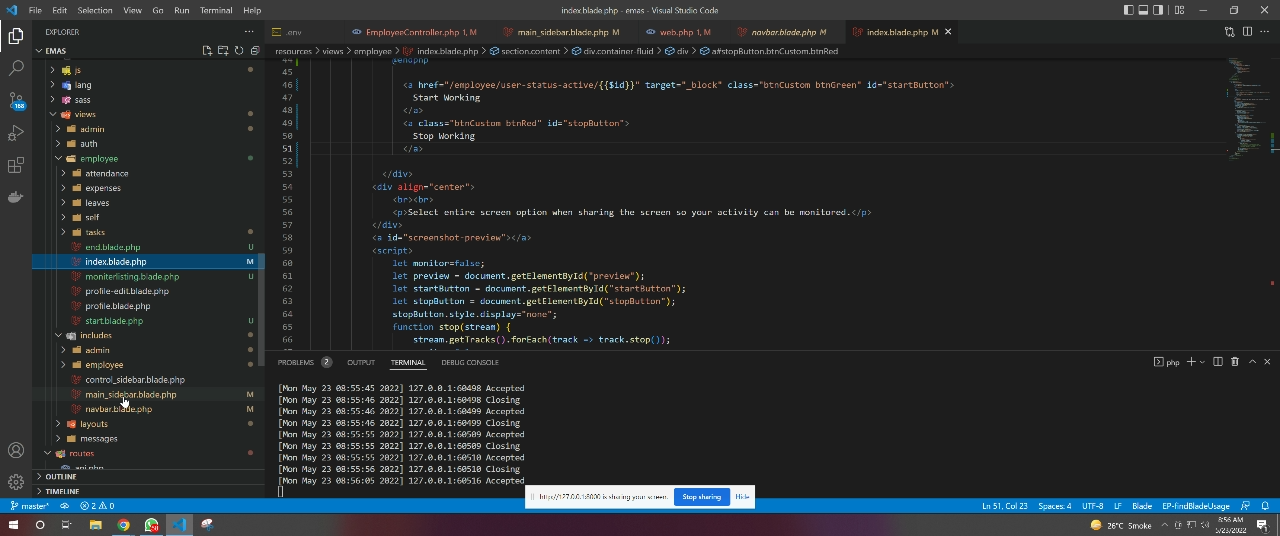 File Edit Selection View Go Run Terminal Help index.blade.php - emas - Visual Studio Code
EXPLORER
.env EmployeeController.php 1, M main_sidebar.blade.php M web.php 1, M navbar.blade.php M index.blade.php M
EMAS
resources > views > employee > index.blade.php > section.content > div.container-fluid > div > a#stopButton.btnCustom.btnRed
js
lang
sass
views
admin
auth
employee
attendance
expenses
leaves
self
tasks
end.blade.php U
index.blade.php M
moniterlisting.blade.php U
profile-edit.blade.php
profile.blade.php
start.blade.php U
includes
admin
employee
control_sidebar.blade.php
main_sidebar.blade.php M
navbar.blade.php M
layouts
messages
routes
api.php
OUTLINE
TIMELINE
168
44 @endphp
45
46 <a href="/employee/user-status-active/{{$id}}" target="_block" class="btnCustom btnGreen" id="startButton">
47 Start Working
48 </a>
49 <a class="btnCustom btnRed" id="stopButton">
50 Stop Working
51 </a>
52
53 </div>
54 <div align="center">
55 <br><br>
56 <p>Select entire screen option when sharing the screen so your activity can be monitored.</p>
57 </div>
58 <a id="screenshot-preview"></a>
59 <script>
60 let monitor=false;
61 let preview = document.getElementById("preview");
62 let startButton = document.getElementById("startButton");
63 let stopButton = document.getElementById("stopButton");
64 stopButton.style.display="none";
65 function stop(stream) {
66 stream.getTracks().forEach(track => track.stop());
PROBLEMS 2 OUTPUT TERMINAL DEBUG CONSOLE php
[Mon May 23 08:55:45 2022] 127.0.0.1:60498 Accepted
[Mon May 23 08:55:46 2022] 127.0.0.1:60498 Closing
[Mon May 23 08:55:46 2022] 127.0.0.1:60499 Accepted
[Mon May 23 08:55:46 2022] 127.0.0.1:60499 Closing
[Mon May 23 08:55:55 2022] 127.0.0.1:60509 Accepted
[Mon May 23 08:55:55 2022] 127.0.0.1:60509 Closing
[Mon May 23 08:55:55 2022] 127.0.0.1:60510 Accepted
[Mon May 23 08:55:56 2022] 127.0.0.1:60510 Closing
[Mon May 23 08:56:05 2022] 127.0.0.1:60516 Accepted
http://127.0.0.1:8000 is sharing your screen. Stop sharing Hide
master* 2 0 Ln 51, Col 23 Spaces: 4 UTF-8 LF Blade EP-findBladeUsage
26°C Smoke 8:56 AM
5/23/2022